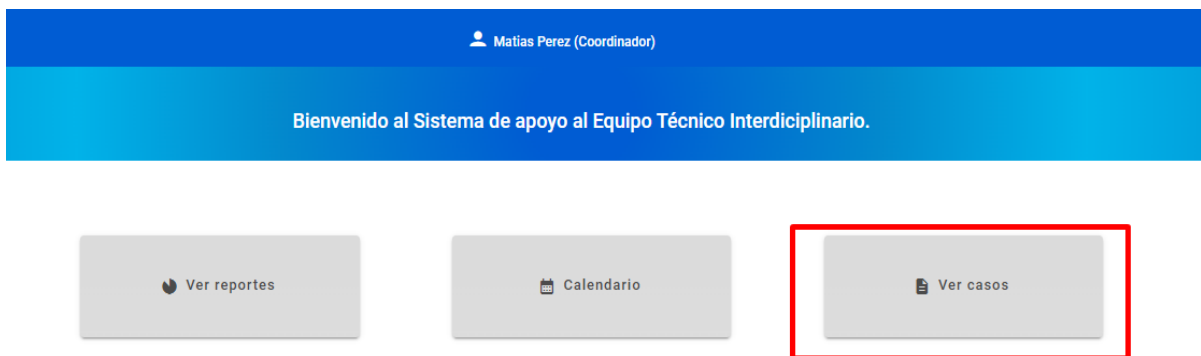 Matias Perez (Coordinador)
Bienvenido al Sistema de apoyo al Equipo Técnico Interdiciplinario.
Ver reportes
Calendario
Ver casos